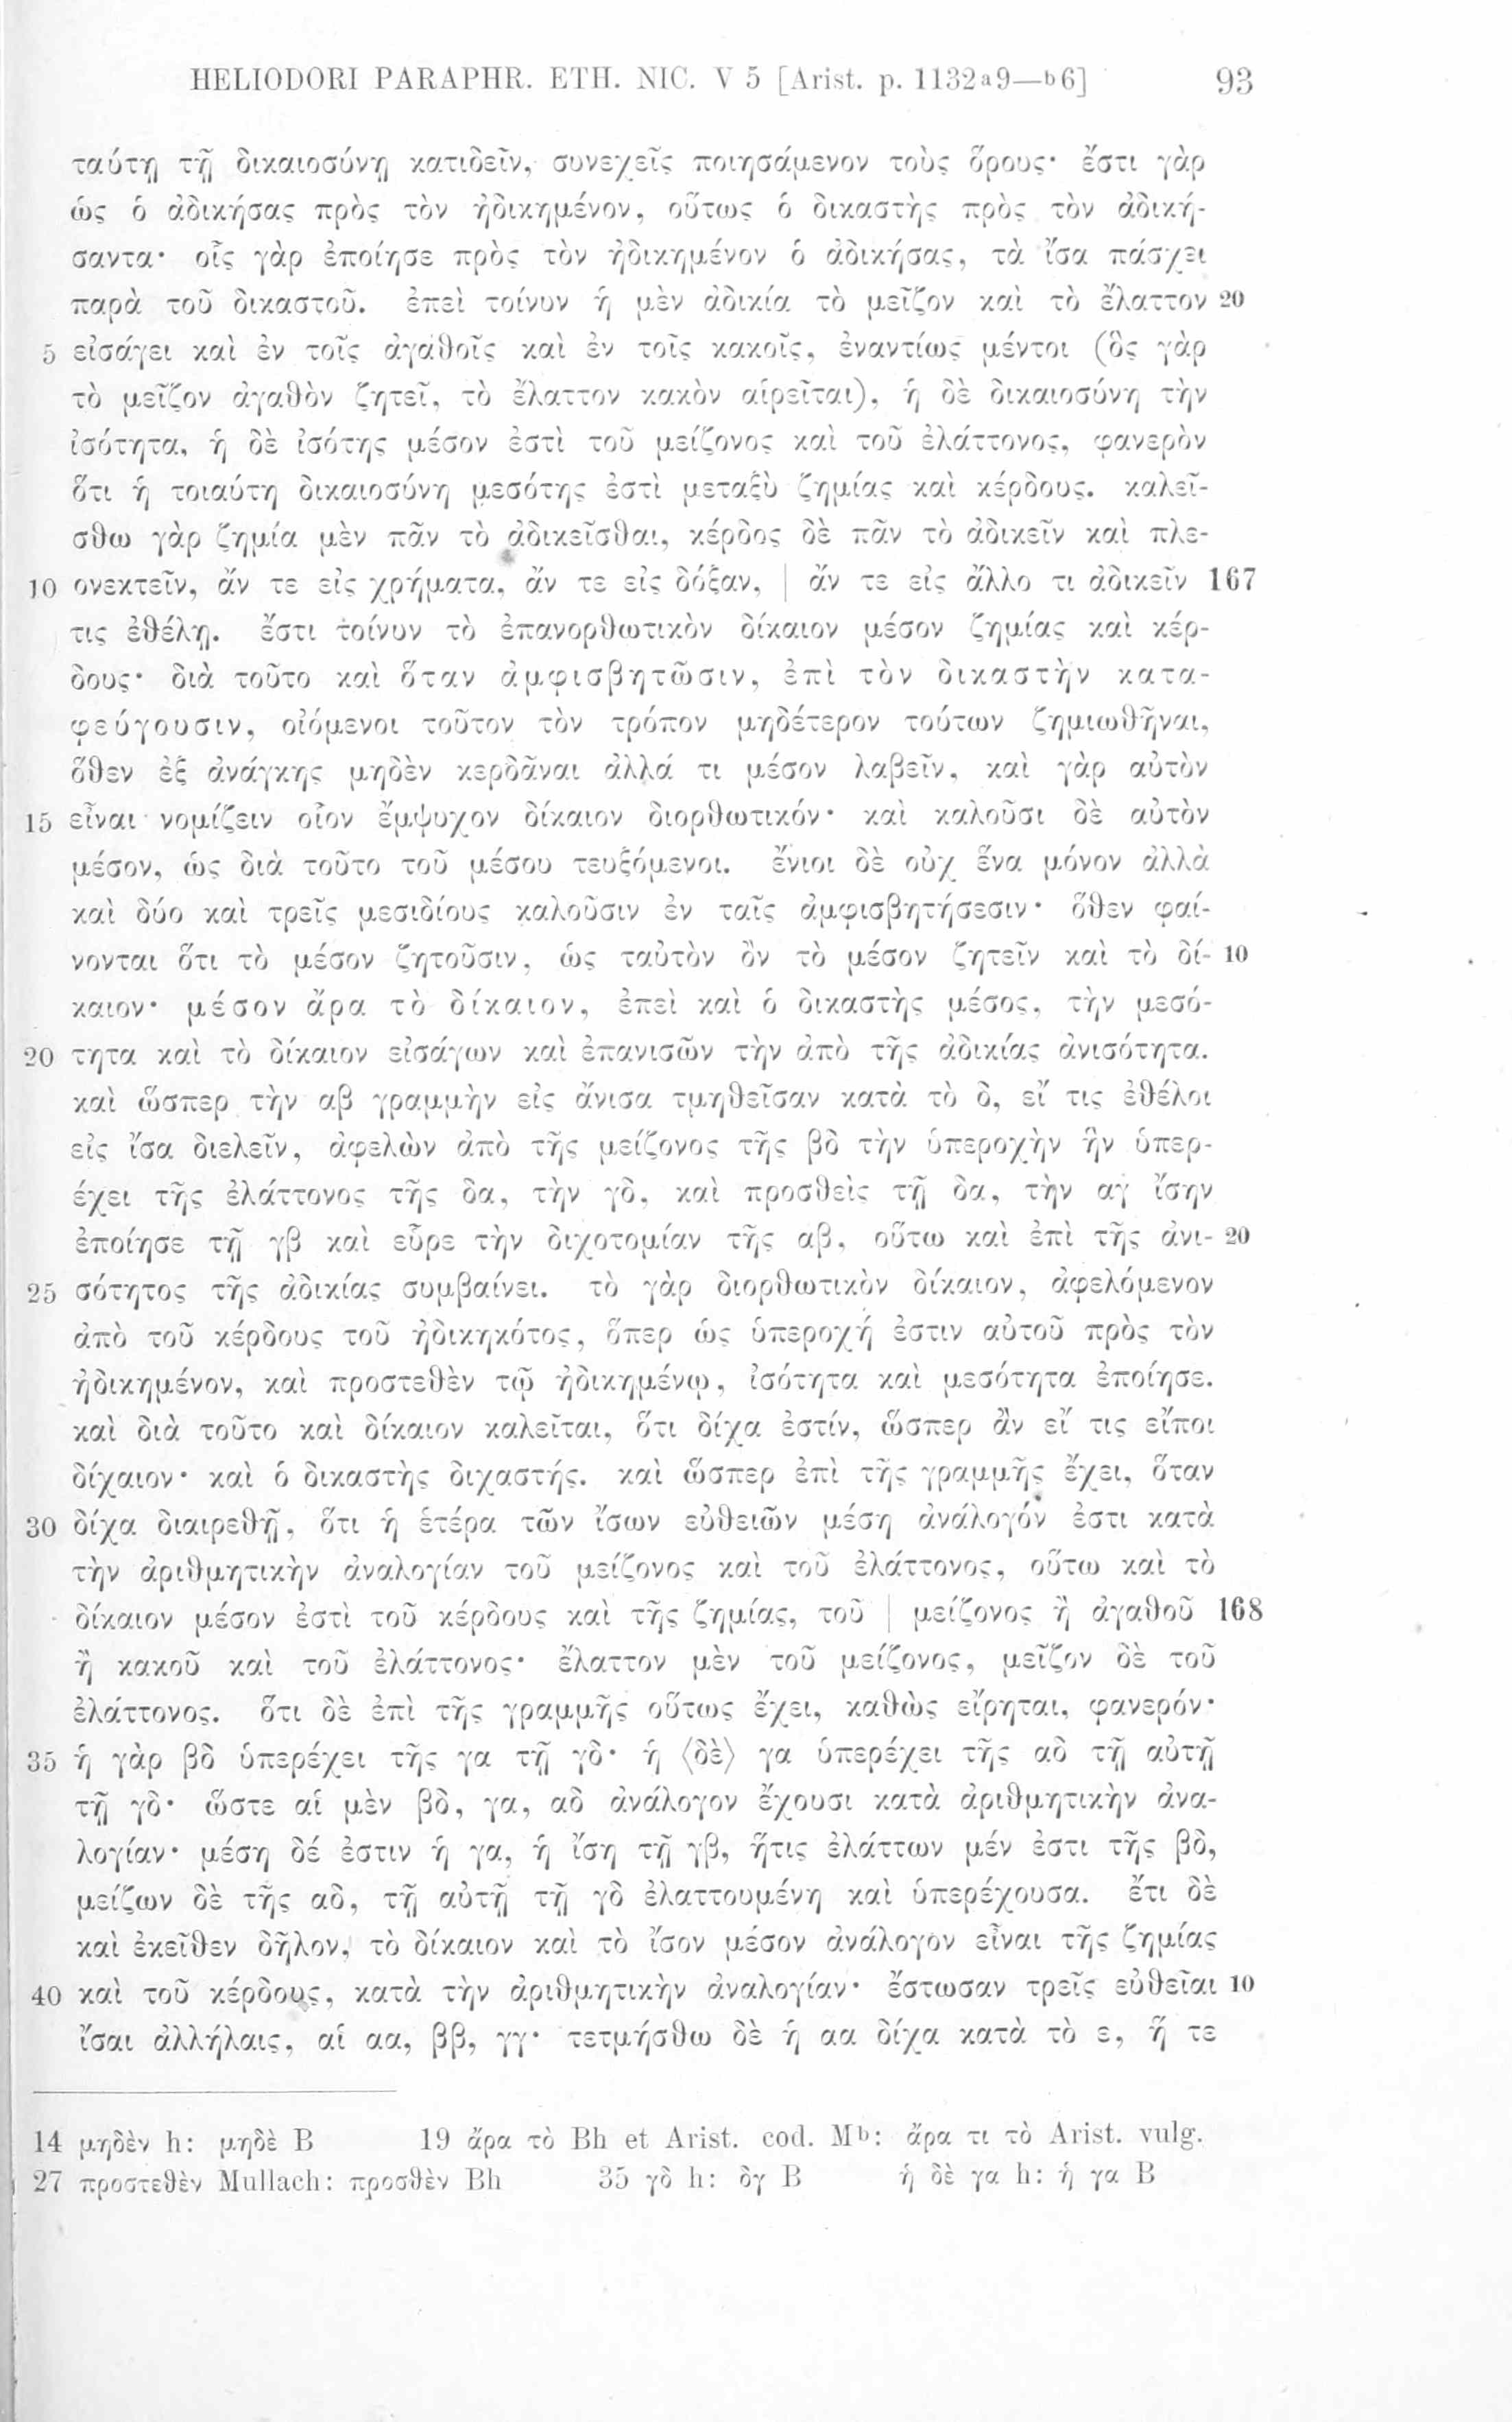 HELIODORI PARAPHR. ETH. NIC. V 5 [Arist. p. 1132a9—b6] 93
ταύτῃ τῇ δικαιοσύνῃ κατιδεῖν, συνεχεῖς ποιησάμενον τοὺς ὅρους· ἔστι γὰρ
ὡς ὁ ἀδικήσας πρὸς τὸν ἠδικημένον, οὕτως ὁ δικαστὴς πρὸς τὸν ἀδική-
σαντα· οἷς γὰρ ἐποίησε πρὸς τὸν ἠδικημένον ὁ ἀδικήσας, τὰ ἴσα πάσχει
παρὰ τοῦ δικαστοῦ. ἐπεὶ τοίνυν ἡ μὲν ἀδικία τὸ μεῖζον καὶ τὸ ἔλαττον 20
5 εἰσάγει καὶ ἐν τοῖς ἀγαθοῖς καὶ ἐν τοῖς κακοῖς, ἐναντίως μέντοι (ὃς γὰρ
τὸ μεῖζον ἀγαθὸν ζητεῖ, τὸ ἔλαττον κακὸν αἱρεῖται), ἡ δὲ δικαιοσύνη τὴν
ἰσότητα, ἡ δὲ ἰσότης μέσον ἐστὶ τοῦ μείζονος καὶ τοῦ ἐλάττονος, φανερὸν
ὅτι ἡ τοιαύτη δικαιοσύνη μεσότης ἐστὶ μεταξὺ ζημίας καὶ κέρδους. καλεί-
σθω γὰρ ζημία μὲν πᾶν τὸ ἀδικεῖσθαι, κέρδος δὲ πᾶν τὸ ἀδικεῖν καὶ πλε-
10 ονεκτεῖν, ἄν τε εἰς χρήματα, ἄν τε εἰς δόξαν, | ἄν τε εἰς ἄλλο τι ἀδικεῖν 167
τις ἐθέλῃ. ἔστι τοίνυν τὸ ἐπανορθωτικὸν δίκαιον μέσον ζημίας καὶ κέρ-
δους· διὰ τοῦτο καὶ ὅταν ἀμφισβητῶσιν, ἐπὶ τὸν δικαστὴν κατα-
φεύγουσιν, οἰόμενοι τοῦτον τὸν τρόπον μηδέτερον τούτων ζημιωθῆναι,
ὅθεν ἐξ ἀνάγκης μηδὲν κερδᾶναι ἀλλά τι μέσον λαβεῖν, καὶ γὰρ αὐτὸν
15 εἶναι νομίζειν οἷον ἔμψυχον δίκαιον διορθωτικόν· καὶ καλοῦσι δὲ αὐτὸν
μέσον, ὡς διὰ τοῦτο τοῦ μέσου τευξόμενοι. ἔνιοι δὲ οὐχ ἕνα μόνον ἀλλὰ
καὶ δύο καὶ τρεῖς μεσιδίους καλοῦσιν ἐν ταῖς ἀμφισβητήσεσιν· ὅθεν φαί-
νονται ὅτι τὸ μέσον ζητοῦσιν, ὡς ταὐτὸν ὂν τὸ μέσον ζητεῖν καὶ τὸ δί- 10
καιον· μέσον ἄρα τὸ δίκαιον, ἐπεὶ καὶ ὁ δικαστὴς μέσος, τὴν μεσό-
20 τητα καὶ τὸ δίκαιον εἰσάγων καὶ ἐπανισῶν τὴν ἀπὸ τῆς ἀδικίας ἀνισότητα.
καὶ ὥσπερ τὴν αβ γραμμὴν εἰς ἄνισα τμηθεῖσαν κατὰ τὸ δ, εἴ τις ἐθέλοι
εἰς ἴσα διελεῖν, ἀφελὼν ἀπὸ τῆς μείζονος τῆς βδ τὴν ὑπεροχὴν ἣν ὑπερ-
έχει τῆς ἐλάττονος τῆς δα, τὴν γδ, καὶ προσθεὶς τῇ δα, τὴν αγ ἴσην
ἐποίησε τῇ γβ καὶ εὗρε τὴν διχοτομίαν τῆς αβ, οὕτω καὶ ἐπὶ τῆς ἀνι- 20
25 σότητος τῆς ἀδικίας συμβαίνει. τὸ γὰρ διορθωτικὸν δίκαιον, ἀφελόμενον
ἀπὸ τοῦ κέρδους τοῦ ἠδικηκότος, ὅπερ ὡς ὑπεροχή ἐστιν αὐτοῦ πρὸς τὸν
ἠδικημένον, καὶ προστεθὲν τῷ ἠδικημένῳ, ἰσότητα καὶ μεσότητα ἐποίησε.
καὶ διὰ τοῦτο καὶ δίκαιον καλεῖται, ὅτι δίχα ἐστίν, ὥσπερ ἂν εἴ τις εἴποι
δίχαιον· καὶ ὁ δικαστὴς διχαστής. καὶ ὥσπερ ἐπὶ τῆς γραμμῆς ἔχει, ὅταν
30 δίχα διαιρεθῇ, ὅτι ἡ ἑτέρα τῶν ἴσων εὐθειῶν μέση ἀνάλογόν ἐστι κατὰ
τὴν ἀριθμητικὴν ἀναλογίαν τοῦ μείζονος καὶ τοῦ ἐλάττονος, οὕτω καὶ τὸ
δίκαιον μέσον ἐστὶ τοῦ κέρδους καὶ τῆς ζημίας, τοῦ | μείζονος ἢ ἀγαθοῦ 168
ἢ κακοῦ καὶ τοῦ ἐλάττονος· ἔλαττον μὲν τοῦ μείζονος, μεῖζον δὲ τοῦ
ἐλάττονος. ὅτι δὲ ἐπὶ τῆς γραμμῆς οὕτως ἔχει, καθὼς εἴρηται, φανερόν·
35 ἡ γὰρ βδ ὑπερέχει τῆς γα τῇ γδ· ἡ ⟨δὲ⟩ γα ὑπερέχει τῆς αδ τῇ αὐτῇ
τῇ γδ· ὥστε αἱ μὲν βδ, γα, αδ ἀνάλογον ἔχουσι κατὰ ἀριθμητικὴν ἀνα-
λογίαν· μέση δέ ἐστιν ἡ γα, ἡ ἴση τῇ γβ, ἥτις ἐλάττων μέν ἐστι τῆς βδ,
μείζων δὲ τῆς αδ, τῇ αὐτῇ τῇ γδ ἐλαττουμένη καὶ ὑπερέχουσα. ἔτι δὲ
καὶ ἐκεῖθεν δῆλον, τὸ δίκαιον καὶ τὸ ἴσον μέσον ἀνάλογον εἶναι τῆς ζημίας
40 καὶ τοῦ κέρδους, κατὰ τὴν ἀριθμητικὴν ἀναλογίαν· ἔστωσαν τρεῖς εὐθεῖαι 10
ἴσαι ἀλλήλαις, αἱ αα, ββ, γγ· τετμήσθω δὲ ἡ αα δίχα κατὰ τὸ ε, ἥ τε
14 μηδὲν h: μηδὲ B 19 ἄρα τὸ Bh et Arist. cod. Mb: ἄρα τι τὸ Arist. vulg.
27 προστεθὲν Mullach: προσθὲν Bh 35 γδ h: δγ B ἡ δὲ γα h: ἡ γα B